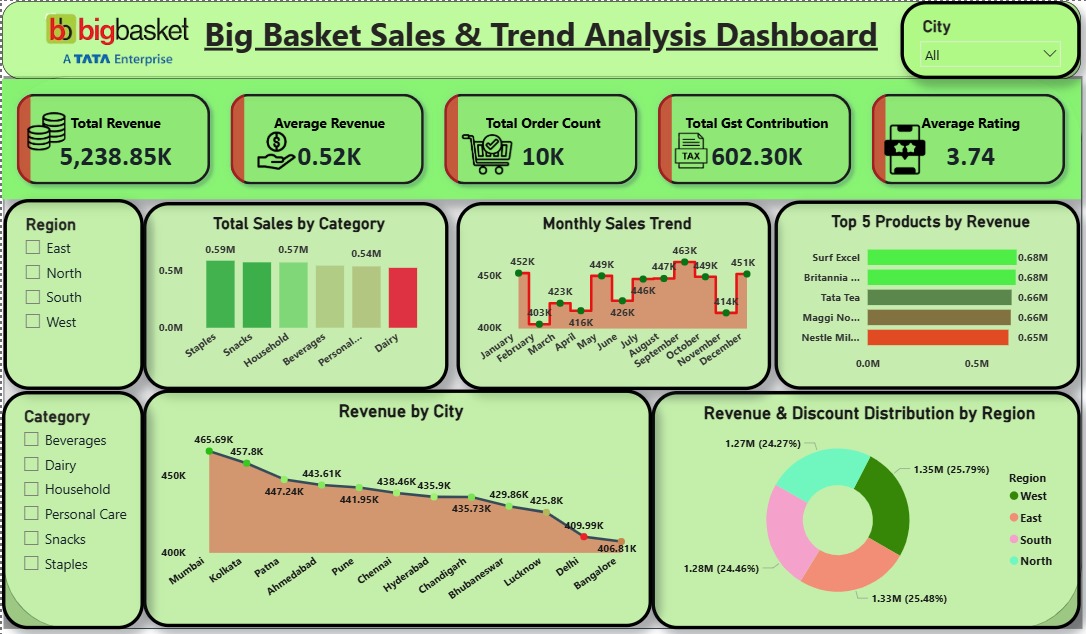 bb bigbasket
A TATA Enterprise
Big Basket Sales & Trend Analysis Dashboard
City
All
Total Revenue
5,238.85K
Average Revenue
0.52K
Total Order Count
10K
Total Gst Contribution
TAX
602.30K
Average Rating
3.74
Region
East
North
South
West
Total Sales by Category
0.59M
0.57M
0.54M
0.5M
0.0M
Staples
Snacks
Household
Beverages
Personal...
Dairy
Monthly Sales Trend
450K
400K
452K
403K
423K
416K
449K
426K
446K
447K
463K
449K
414K
451K
January
February
March
April
May
June
July
August
September
October
November
December
Top 5 Products by Revenue
Surf Excel 0.68M
Britannia ... 0.68M
Tata Tea 0.66M
Maggi No... 0.66M
Nestle Mil... 0.65M
0.0M 0.5M
Category
Beverages
Dairy
Household
Personal Care
Snacks
Staples
Revenue by City
450K
400K
465.69K
457.8K
447.24K
443.61K
441.95K
438.46K
435.9K
435.73K
429.86K
425.8K
409.99K
406.81K
Mumbai
Kolkata
Patna
Ahmedabad
Pune
Chennai
Hyderabad
Chandigarh
Bhubaneswar
Lucknow
Delhi
Bangalore
Revenue & Discount Distribution by Region
1.27M (24.27%)
1.35M (25.79%)
1.28M (24.46%)
1.33M (25.48%)
Region
West
East
South
North